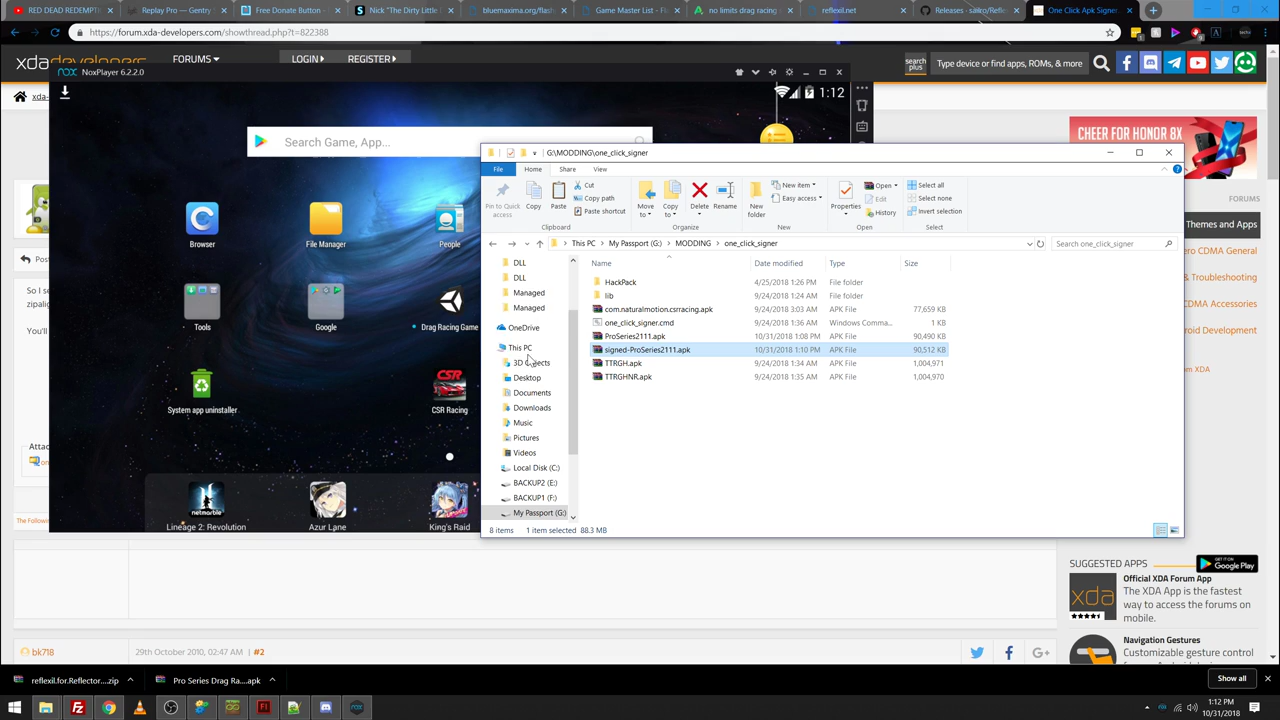 RED DEAD REDEMPTI
Replay Pro — Gentry
Free Donate Button -
Nick "The Dirty Little
bluemaxima.org/flash
Game Master List - Fl
no limits drag racing
reflexil.net
Releases · sailro/Refle
One Click Apk Signer.
https://forum.xda-developers.com/showthread.php?t=822388
xdadevelopers
FORUMS
LOGIN
REGISTER
search plus
Type device or finding apps, ROMs, & more
NoxPlayer 6.2.2.0
xda-
1:12
Search Game, App...
CHEER FOR HONOR 8X
G:\MODDING\one_click_signer
File
Home
Share
View
Pin to Quick access
Copy
Paste
Cut
Copy path
Paste shortcut
Move to
Copy to
Delete
Rename
New folder
New item
Easy access
Properties
Open
Edit
History
Select all
Select none
Invert selection
Clipboard
Organize
New
Open
Select
This PC
My Passport (G:)
MODDING
one_click_signer
Search one_click_signer
FORUMS
Themes and Apps
CDMA General
& Troubleshooting
CDMA Accessories
Development
XDA
Post
So I se
zipalig
You'll
Browser
File Manager
People
Tools
Google
Drag Racing Game
System app uninstaller
CSR Racing
Lineage 2: Revolution
Azur Lane
King's Raid
Attac
The Followin
DLL
DLL
Managed
Managed
OneDrive
This PC
3D Objects
Desktop
Documents
Downloads
Music
Pictures
Videos
Local Disk (C:)
BACKUP2 (E:)
BACKUP1 (F:)
My Passport (G:)
Name
Date modified
Type
Size
HackPack 4/25/2018 1:26 PM File folder
lib 9/24/2018 1:24 AM File folder
com.naturalmotion.csrracing.apk 9/24/2018 3:03 AM APK File 77,659 KB
one_click_signer.cmd 9/24/2018 1:36 AM Windows Comma... 1 KB
ProSeries2111.apk 10/31/2018 1:08 PM APK File 90,490 KB
signed-ProSeries2111.apk 10/31/2018 1:10 PM APK File 90,512 KB
TTRGH.apk 9/24/2018 1:34 AM APK File 1,004,971
TTRGHNR.apk 9/24/2018 1:35 AM APK File 1,004,970
8 items
1 item selected 88.3 MB
SUGGESTED APPS
GET IT ON
Google Play
xda
Official XDA Forum App
The XDA App is the fastest
way to access the forums on
mobile.
Navigation Gestures
Customizable gesture control
bk718
29th October 2010, 02:47 AM
#2
reflexil.for.Reflector....zip
Pro Series Drag Ra....apk
Show all
1:12 PM
10/31/2018